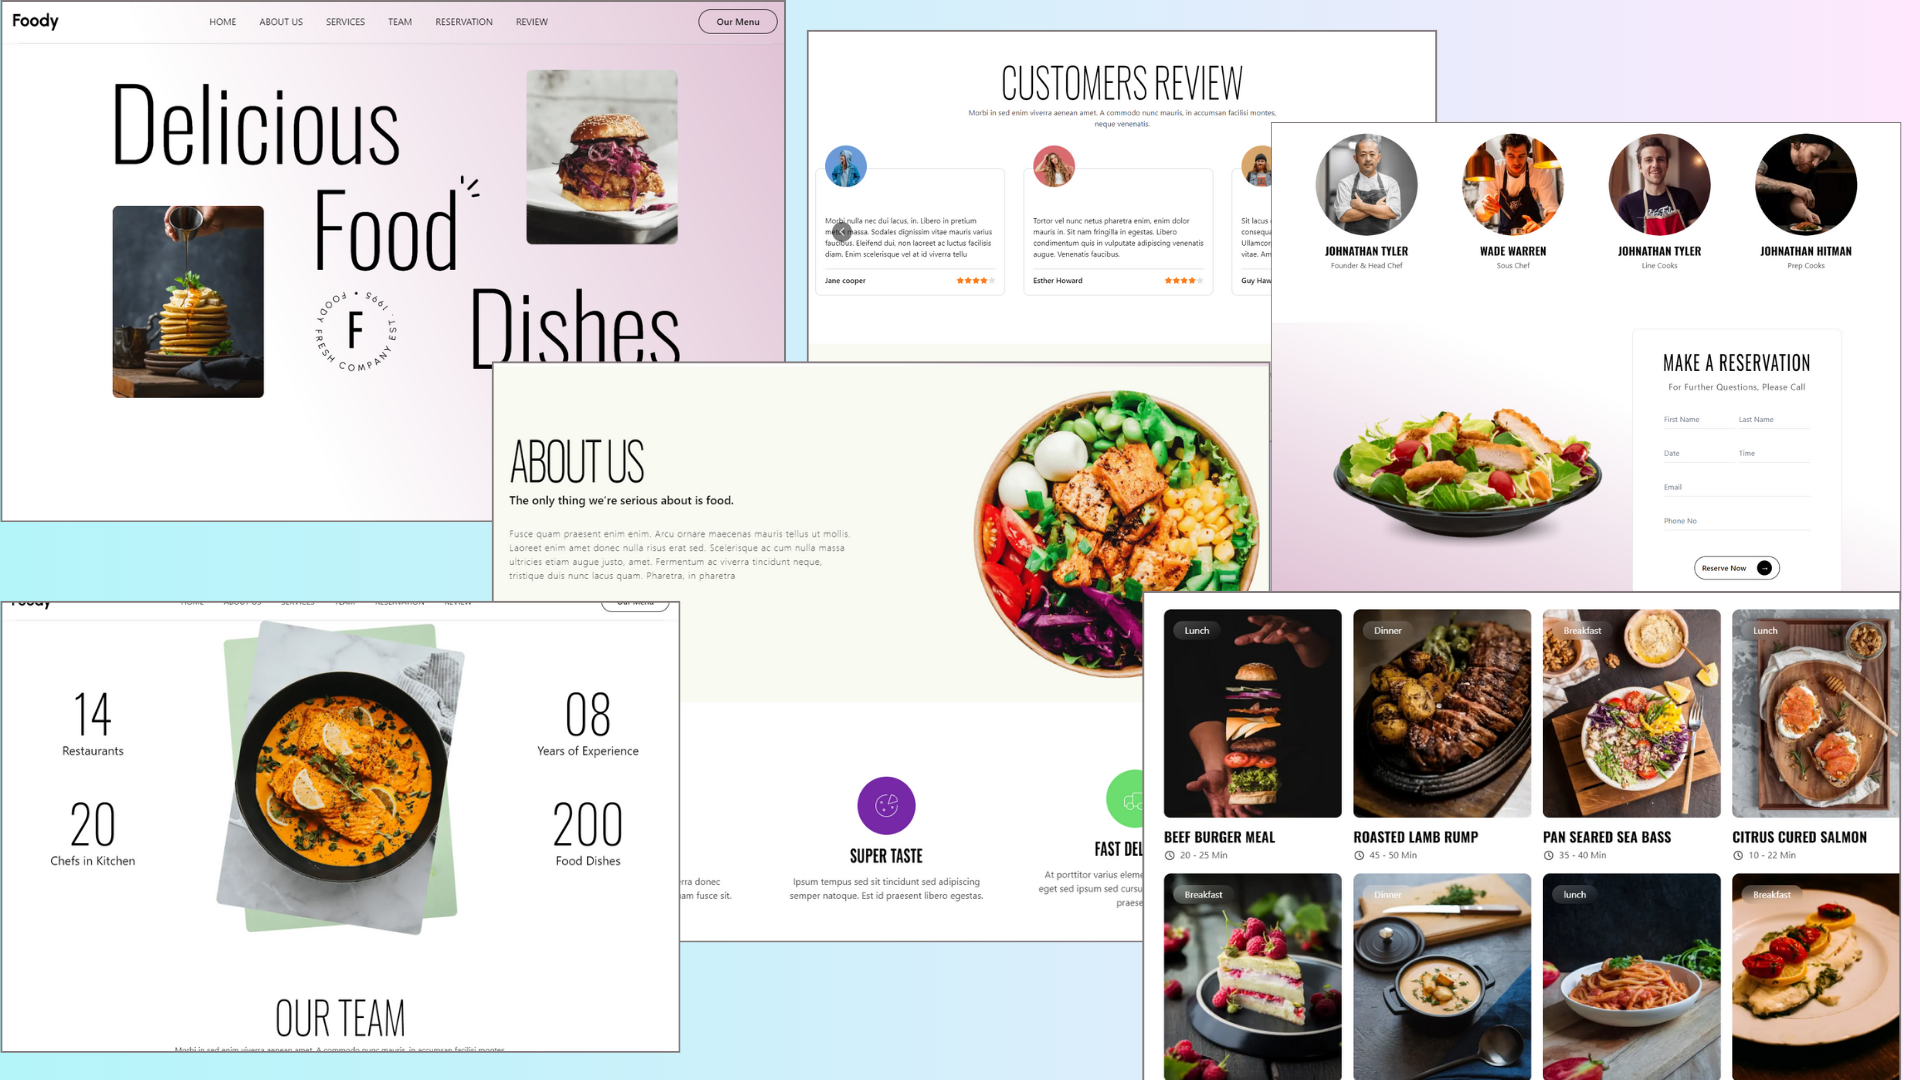 Foody
HOME ABOUT US SERVICES TEAM RESERVATION REVIEW
Our Menu
Delicious
Food
Dishes
F
FOODY FRESH COMPANY EST. 1995 •
CUSTOMERS REVIEW
Morbi in sed enim viverra aenean amet. A commodo nunc mauris, in accumsan facilisi montes,
neque venenatis.
Morbi nulla nec dui lacus, in. Libero in pretium
metus massa. Sodales dignissim vitae mauris varius
faucibus. Eleifend dui, non laoreet ac luctus facilisis
diam. Enim scelerisque vel at id viverra tellu
Jane cooper
Tortor vel nunc netus pharetra enim, enim dolor
mauris in. Sit nam fringilla in egestas. Libero
condimentum quis in vulputate adipiscing venenatis
augue. Venenatis faucibus.
Esther Howard
Sit lacus
consequa
Ullamcor
vitae. Am
Guy Haw
JOHNATHAN TYLER
Founder & Head Chef
WADE WARREN
Sous Chef
JOHNATHAN TYLER
Line Cooks
JOHNATHAN HITMAN
Prep Cooks
MAKE A RESERVATION
For Further Questions, Please Call
First Name
Last Name
Date
Time
Email
Phone No
Reserve Now
ABOUT US
The only thing we're serious about is food.
Fusce quam praesent enim enim. Arcu ornare maecenas mauris tellus ut mollis.
Laoreet enim amet donec nulla risus erat sed. Scelerisque ac cum nulla massa
ultricies etiam augue justo, amet. Fermentum ac viverra tincidunt neque,
tristique duis nunc lacus quam. Pharetra, in pharetra
rra donec
am fusce sit.
SUPER TASTE
Ipsum tempus sed sit tincidunt sed adipiscing
semper natoque. Est id praesent libero egestas.
FAST DEL
At porttitor varius eleme
eget sed ipsum sed cursu
praese
Foody
HOME ABOUT US SERVICES TEAM RESERVATION REVIEW
Our Menu
14
Restaurants
08
Years of Experience
20
Chefs in Kitchen
200
Food Dishes
OUR TEAM
Morbi in sed enim viverra aenean amet. A commodo nunc mauris, in accumsan facilisi montes,
Lunch
BEEF BURGER MEAL
20 - 25 Min
Dinner
ROASTED LAMB RUMP
45 - 50 Min
Breakfast
PAN SEARED SEA BASS
35 - 40 Min
Lunch
CITRUS CURED SALMON
10 - 22 Min
Breakfast
Dinner
lunch
Breakfast